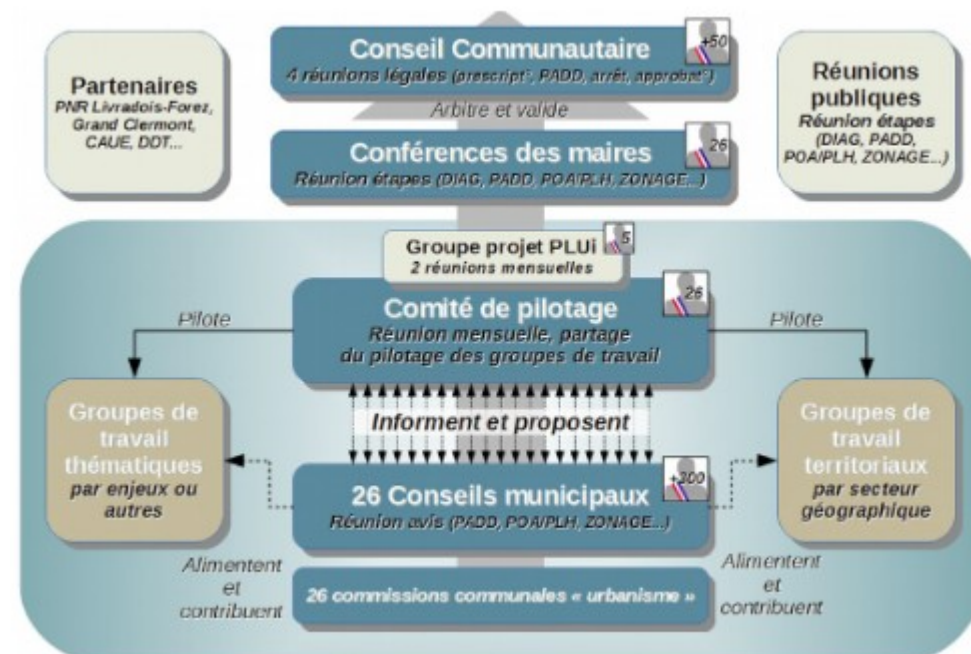 Conseil Communautaire
4 réunions légales (prescript°, PADD, arrêt, approbat°)
+50
Partenaires
PNR Livradois-Forez,
Grand Clermont,
CAUE, DDT...
Réunions
publiques
Réunion étapes
(DIAG, PADD,
POA/PLH, ZONAGE...)
Arbitre et valide
Conférences des maires
Réunion étapes (DIAG, PADD, POA/PLH, ZONAGE...)
26
Groupe projet PLUi
2 réunions mensuelles
5
Comité de pilotage
Réunion mensuelle, partage
du pilotage des groupes de travail
26
Pilote
Pilote
Groupes de
travail
thématiques
par enjeux ou
autres
Informent et proposent
Groupes de
travail
territoriaux
par secteur
géographique
26 Conseils municipaux
Réunion avis (PADD, POA/PLH, ZONAGE...)
+300
Alimentent
et
contribuent
26 commissions communales « urbanisme »
Alimentent
et
contribuent